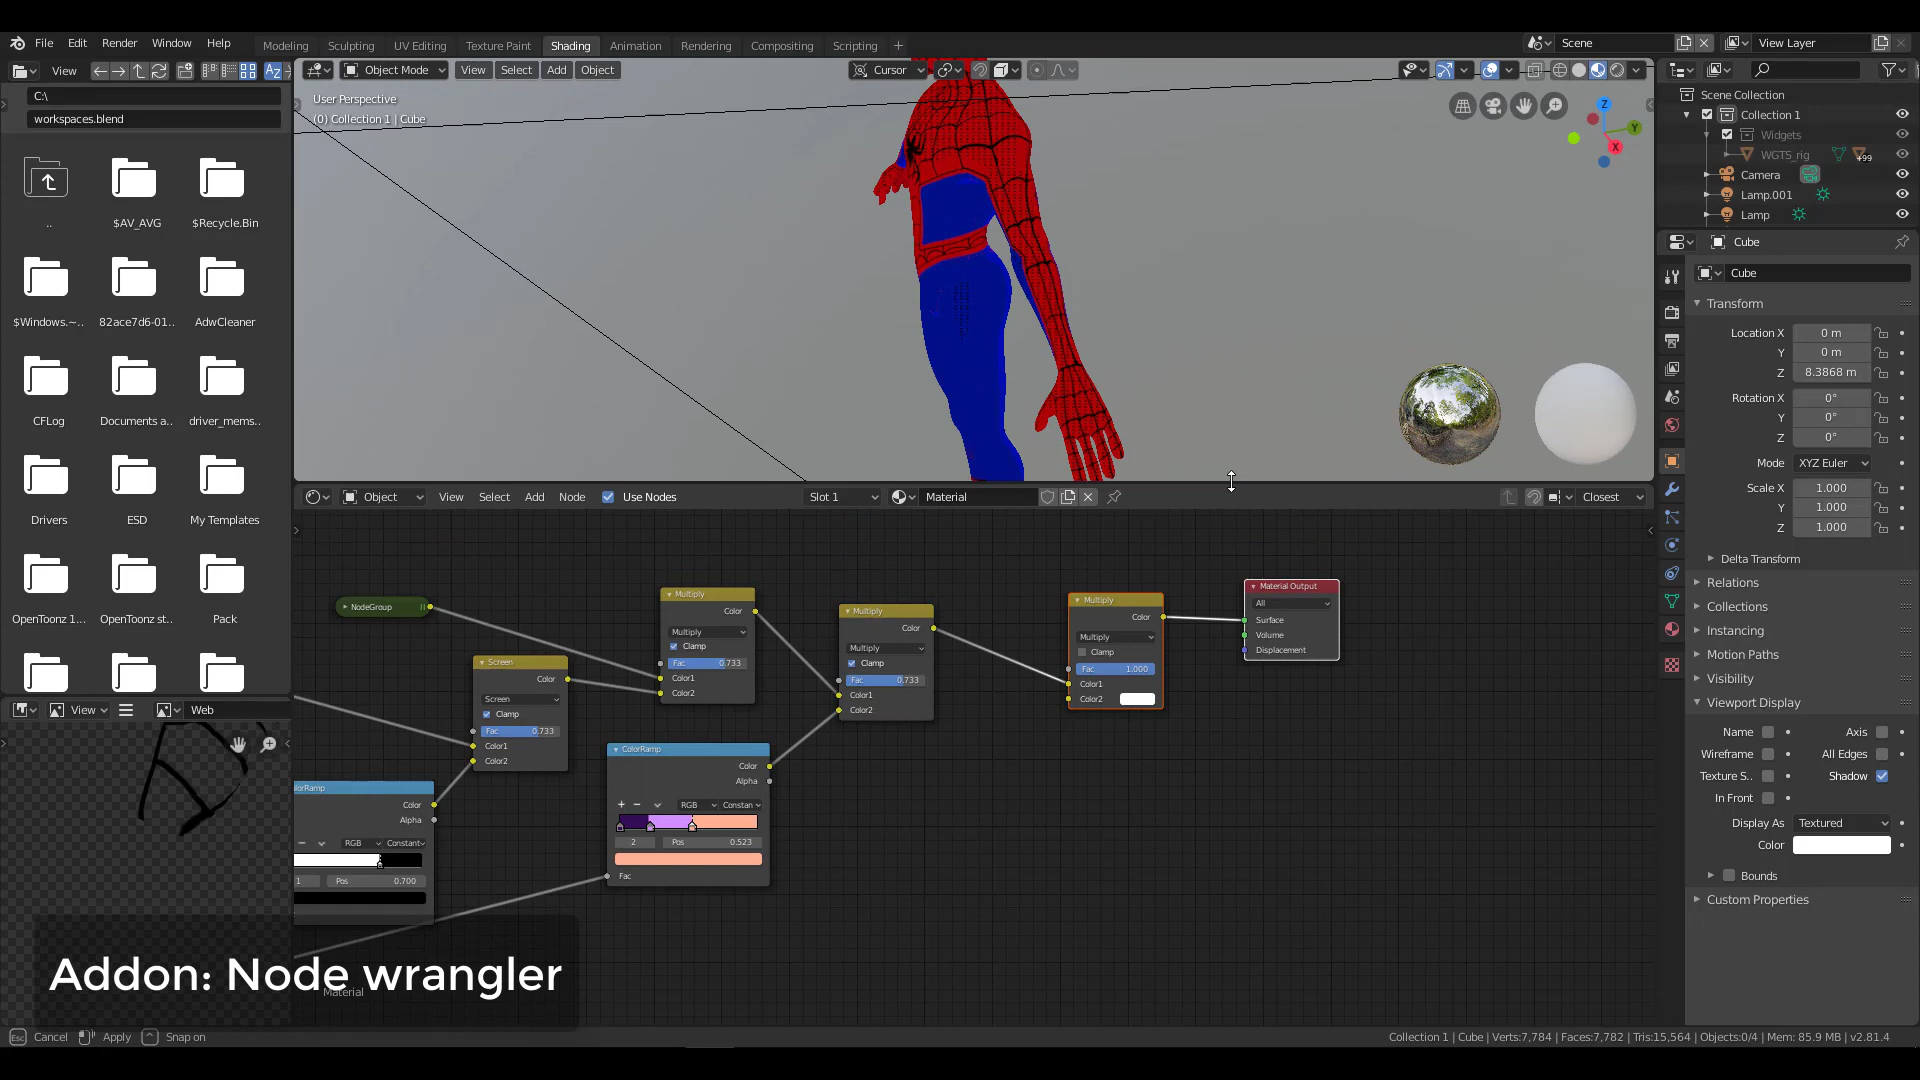 File Edit Render Window Help
Modeling Sculpting UV Editing Texture Paint Shading Animation Rendering Compositing Scripting +
Scene
View Layer
View
Object Mode
View Select Add Object
Cursor
C:\
workspaces.blend
..
$AV_AVG
$Recycle.Bin
$Windows.~..
82ace7d6-01..
AdwCleaner
CFLog
Documents a..
driver_mems..
Drivers
ESD
My Templates
OpenToonz 1...
OpenToonz st..
Pack
View
Web
User Perspective
(0) Collection 1 | Cube
Z
Y
X
Object
View Select Add Node
Use Nodes
Slot 1
Material
Closest
NodeGroup
Screen
Color
Screen
Clamp
Fac 0.733
Color1
Color2
Multiply
Color
Multiply
Clamp
Fac 0.733
Color1
Color2
Multiply
Color
Multiply
Clamp
Fac 0.733
Color1
Color2
Multiply
Color
Multiply
Clamp
Fac 1.000
Color1
Color2
Material Output
All
Surface
Volume
Displacement
ColorRamp
Color
Alpha
RGB
Constan
2
Pos 0.523
Fac
lorRamp
Color
Alpha
RGB
Constant
1
Pos 0.700
Material
Addon: Node wrangler
Scene Collection
Collection 1
Widgets
WGTS_rig
+99
Camera
Lamp.001
Lamp
Cube
Cube
Transform
Location X 0 m
Y 0 m
Z 8.3868 m
Rotation X 0°
Y 0°
Z 0°
Mode XYZ Euler
Scale X 1.000
Y 1.000
Z 1.000
Delta Transform
Relations
Collections
Instancing
Motion Paths
Visibility
Viewport Display
Name
Axis
Wireframe
All Edges
Texture S..
Shadow
In Front
Display As Textured
Color
Bounds
Custom Properties
Esc Cancel
Apply
Snap on
Collection 1 | Cube | Verts:7,784 | Faces:7,782 | Tris:15,564 | Objects:0/4 | Mem: 85.9 MB | v2.81.4